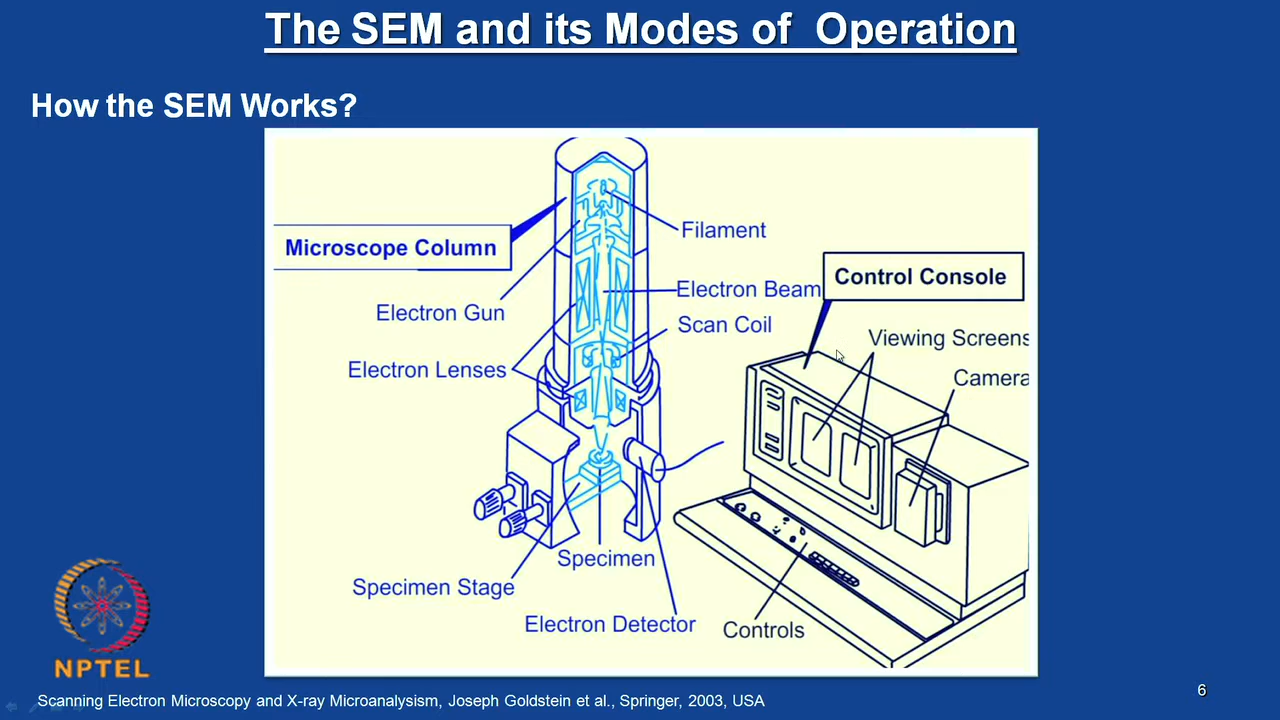 The SEM and its Modes of Operation
How the SEM Works?
Microscope Column
Filament
Electron Beam
Control Console
Electron Gun
Scan Coil
Viewing Screens
Electron Lenses
Camera
Specimen
Specimen Stage
Electron Detector
Controls
NPTEL
Scanning Electron Microscopy and X-ray Microanalysism, Joseph Goldstein et al., Springer, 2003, USA
6